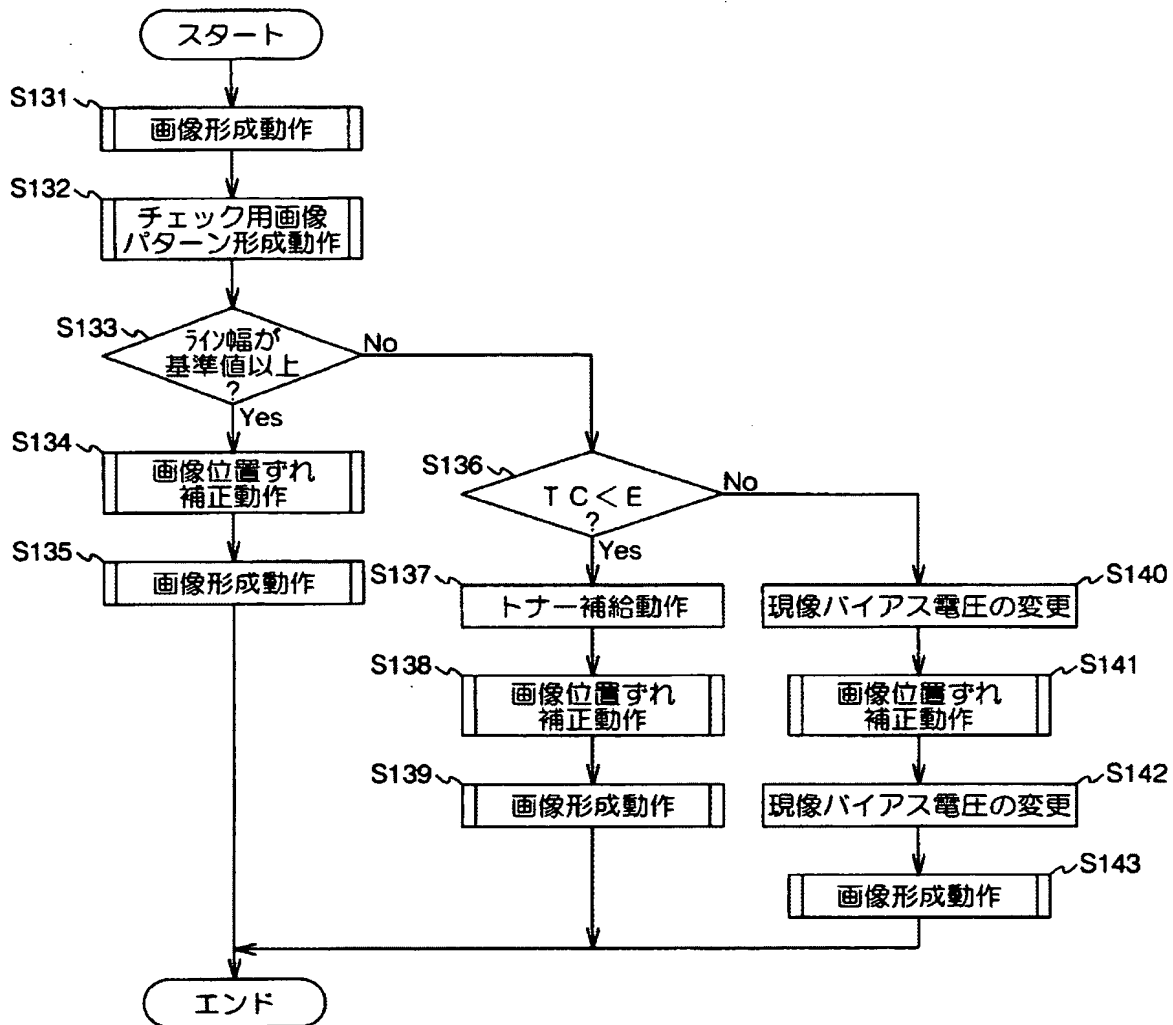 スタート
S131
画像形成動作
S132
チェック用画像
パターン形成動作
S133
ライン幅が
基準値以上
?
No
Yes
S134
画像位置ずれ
補正動作
S135
画像形成動作
S136
TC<E
?
No
Yes
S137
トナー補給動作
S138
画像位置ずれ
補正動作
S139
画像形成動作
S140
現像バイアス電圧の変更
S141
画像位置ずれ
補正動作
S142
現像バイアス電圧の変更
S143
画像形成動作
エンド